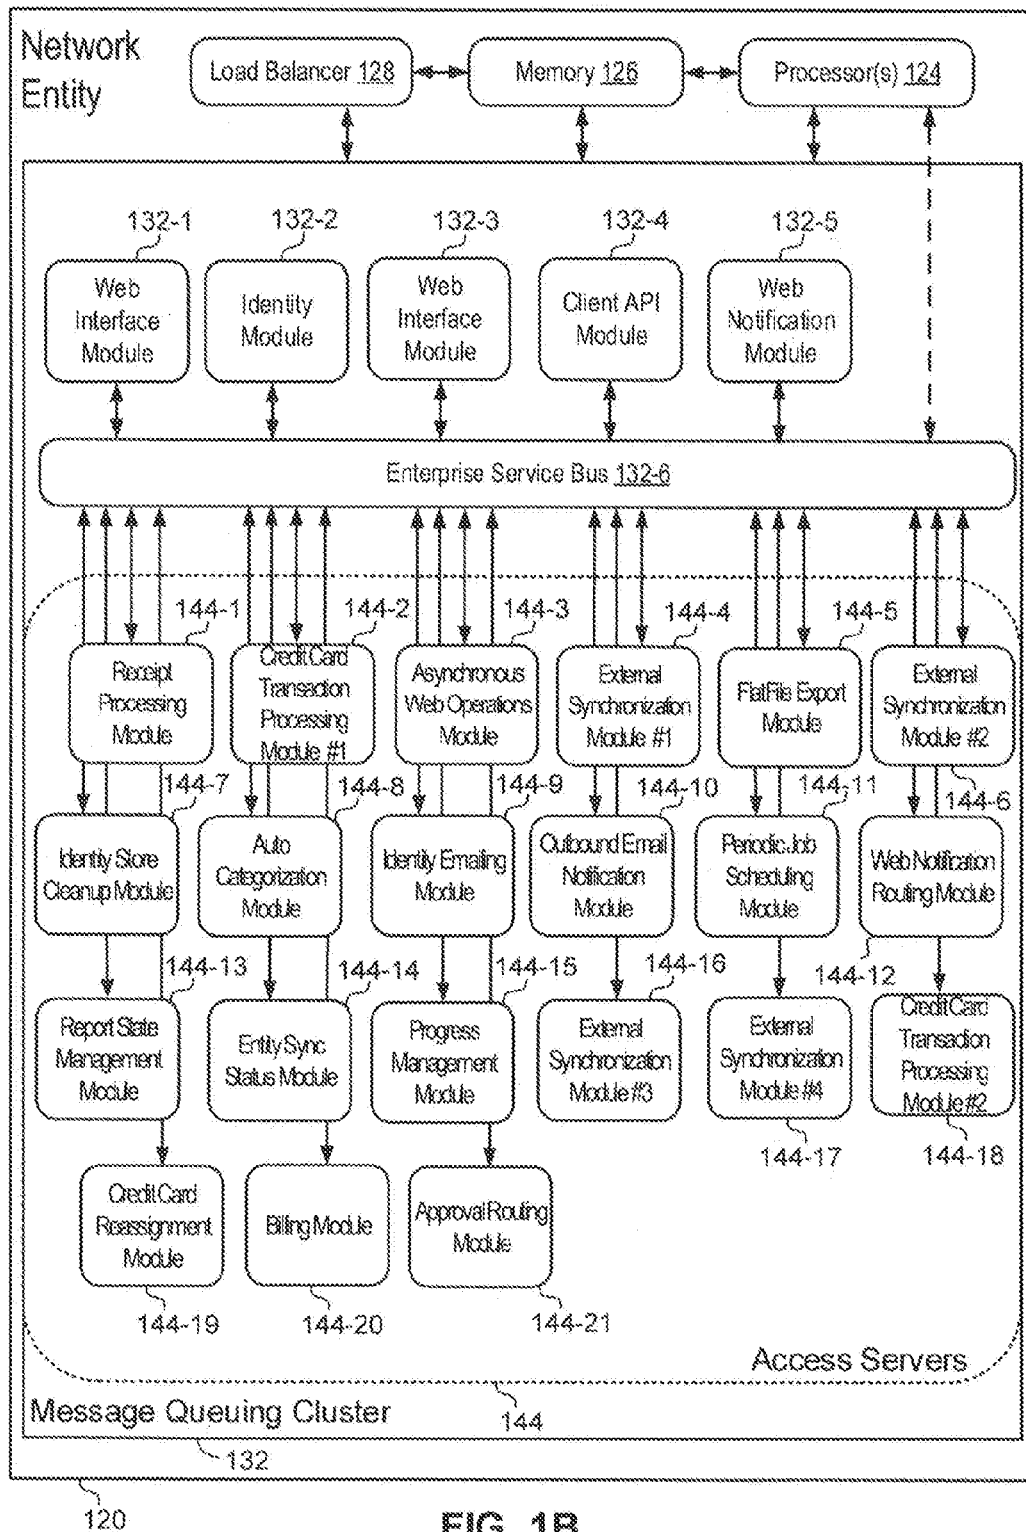 Network
Entity
Load Balancer 128
Memory 126
Processor(s) 124
132-1
132-2
132-3
132-4
132-5
Web
Interface
Module
Identity
Module
Web
Interface
Module
Client API
Module
Web
Notification
Module
Enterprise Service Bus 132-6
144-1
144-2
144-3
144-4
144-5
Receipt
Processing
Module
Credit Card
Transaction
Processing
Module #1
Asynchronous
Web Operations
Module
External
Synchronization
Module #1
Flat File Export
Module
External
Synchronization
Module #2
144-7
144-8
144-9
144-10
144-11
144-6
Identity Store
Cleanup Module
Auto
Categorization
Module
Identity Emailing
Module
Outbound Email
Notification
Module
Periodic Job
Scheduling
Module
Web Notification
Routing Module
144-13
144-14
144-15
144-16
144-12
Report State
Management
Module
Entity Sync
Status Module
Progress
Management
Module
External
Synchronization
Module #3
External
Synchronization
Module #4
Credit Card
Transaction
Processing
Module #2
144-17
144-18
Credit Card
Reassignment
Module
Billing Module
Approval Routing
Module
144-19
144-20
144-21
Access Servers
Message Queuing Cluster
144
132
120
FIG. 1B